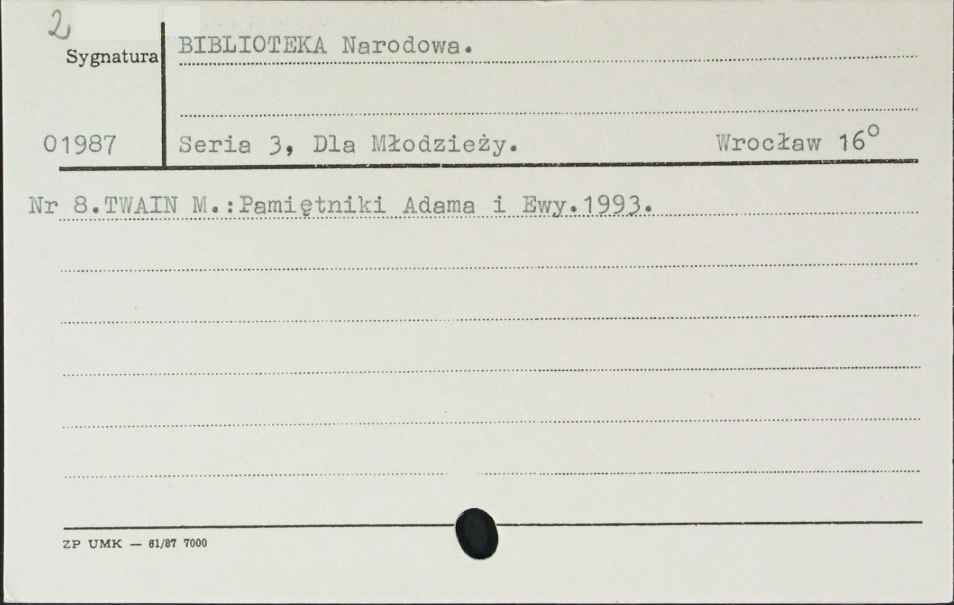 2
Sygnatura
BIBLIOTEKA Narodowa.
01987
Seria 3, Dla Młodzieży. Wrocław 16°
Nr 8.TWAIN M.:Pamiętniki Adama i Ewy.1993.
ZP UMK — 61/87 7000